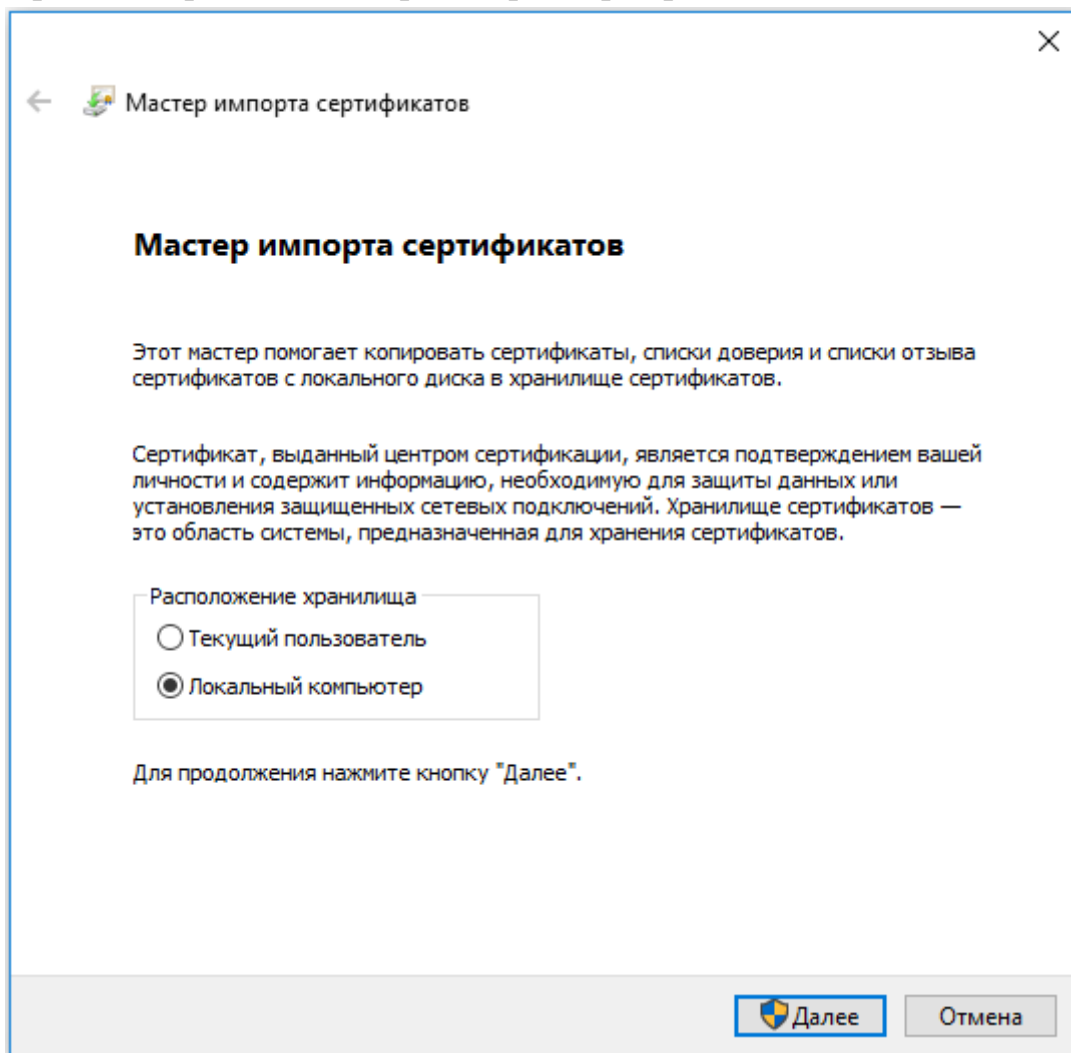 Мастер импорта сертификатов
Мастер импорта сертификатов
Этот мастер помогает копировать сертификаты, списки доверия и списки отзыва
сертификатов с локального диска в хранилище сертификатов.
Сертификат, выданный центром сертификации, является подтверждением вашей
личности и содержит информацию, необходимую для защиты данных или
установления защищенных сетевых подключений. Хранилище сертификатов —
это область системы, предназначенная для хранения сертификатов.
Расположение хранилища
Текущий пользователь
Локальный компьютер
Для продолжения нажмите кнопку "Далее".
Далее
Отмена